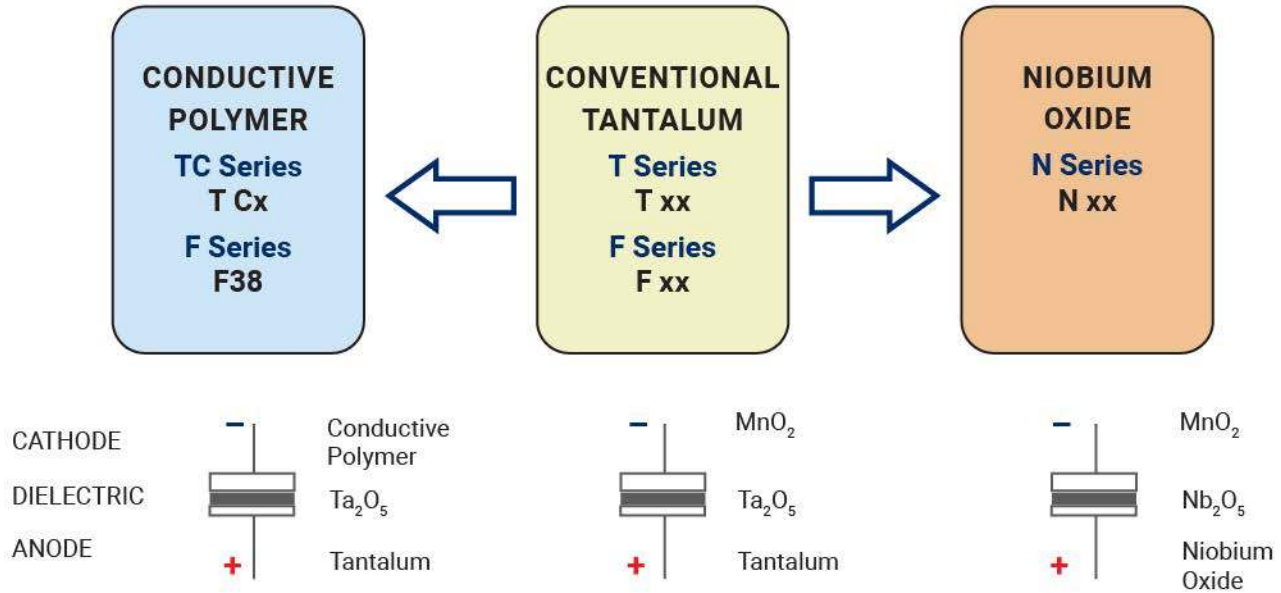 CONDUCTIVE
POLYMER
TC Series
T Cx
F Series
F38
CONVENTIONAL
TANTALUM
T Series
T xx
F Series
F xx
NIOBIUM
OXIDE
N Series
N xx
CATHODE
DIELECTRIC
ANODE
−
Conductive
Polymer
Ta₂O₅
+
Tantalum
−
MnO₂
Ta₂O₅
+
Tantalum
−
MnO₂
Nb₂O₅
+
Niobium
Oxide